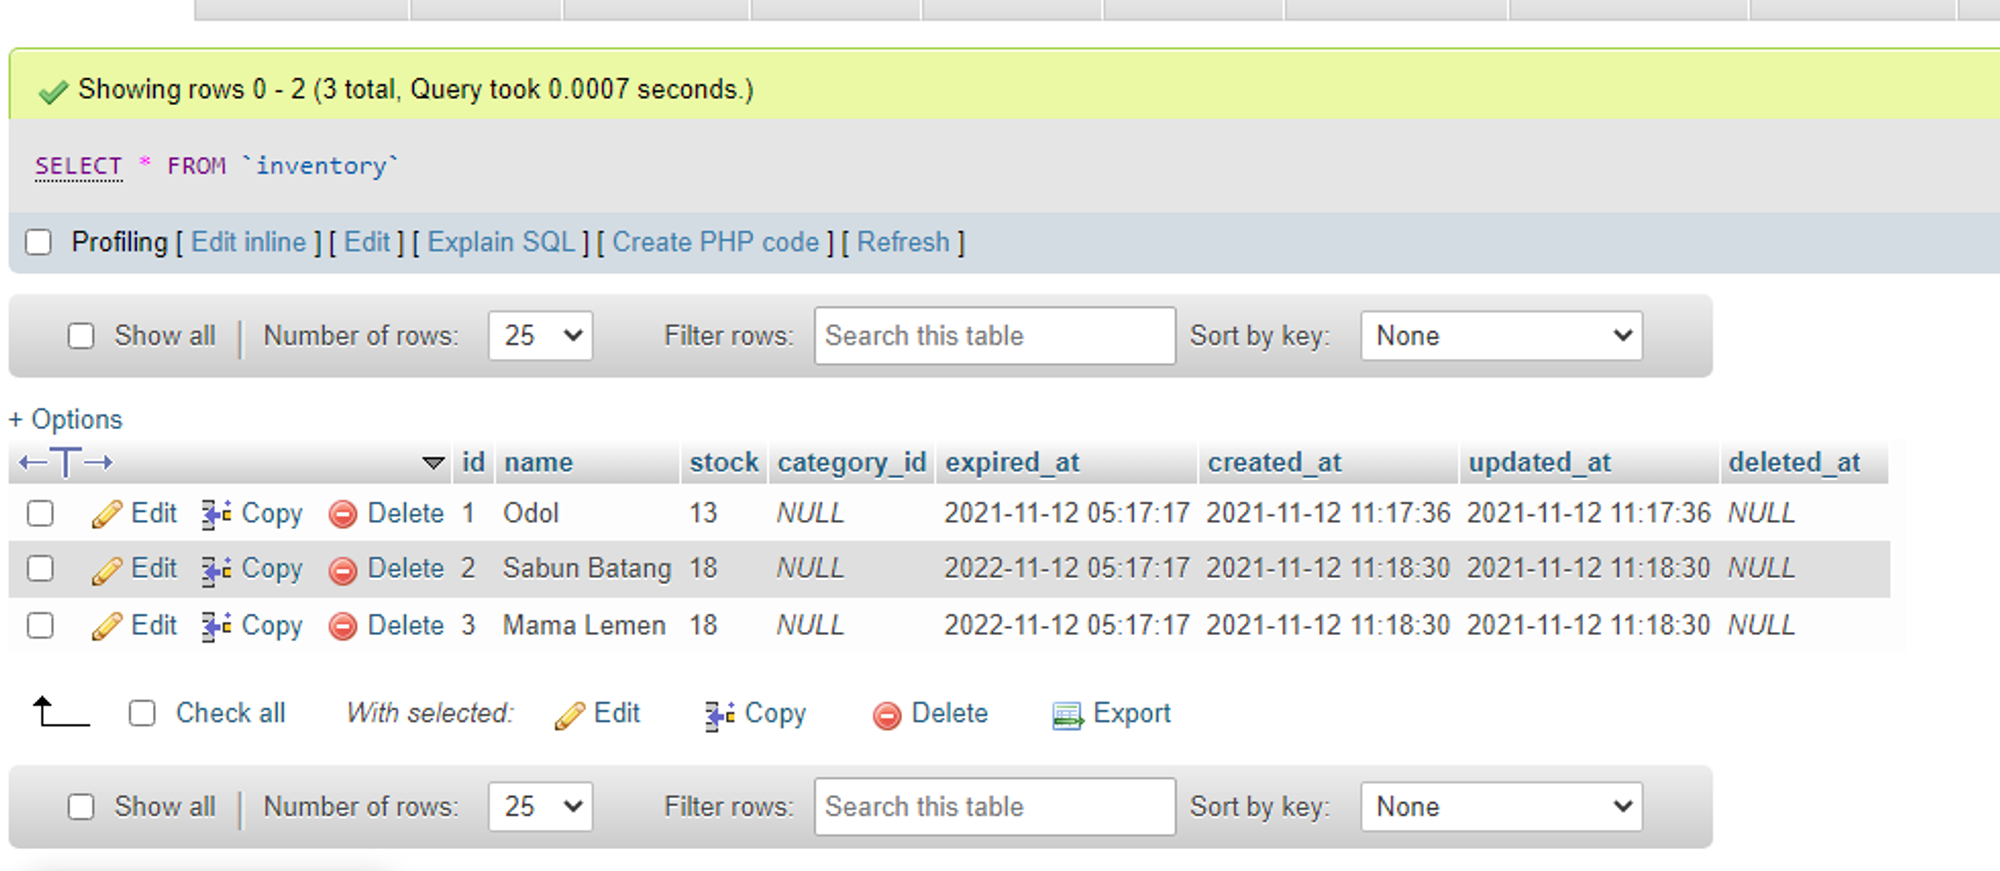 Showing rows 0 - 2 (3 total, Query took 0.0007 seconds.)
SELECT * FROM `inventory`
Profiling [ Edit inline ] [ Edit ] [ Explain SQL ] [ Create PHP code ] [ Refresh ]
Show all | Number of rows: 25 Filter rows: Search this table Sort by key: None
+ Options
id name stock category_id expired_at created_at updated_at deleted_at
Edit Copy Delete 1 Odol 13 NULL 2021-11-12 05:17:17 2021-11-12 11:17:36 2021-11-12 11:17:36 NULL
Edit Copy Delete 2 Sabun Batang 18 NULL 2022-11-12 05:17:17 2021-11-12 11:18:30 2021-11-12 11:18:30 NULL
Edit Copy Delete 3 Mama Lemen 18 NULL 2022-11-12 05:17:17 2021-11-12 11:18:30 2021-11-12 11:18:30 NULL
Check all With selected: Edit Copy Delete Export
Show all | Number of rows: 25 Filter rows: Search this table Sort by key: None